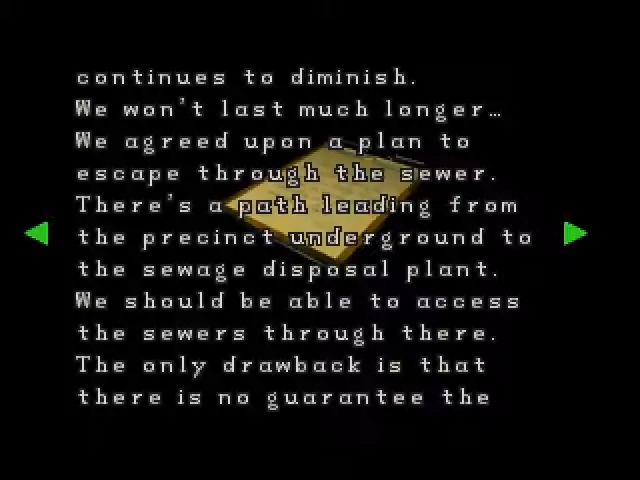 continues to diminish.
We won't last much longer…
We agreed upon a plan to
escape through the sewer.
There's a path leading from
the precinct underground to
the sewage disposal plant.
We should be able to access
the sewers through there.
The only drawback is that
there is no guarantee the